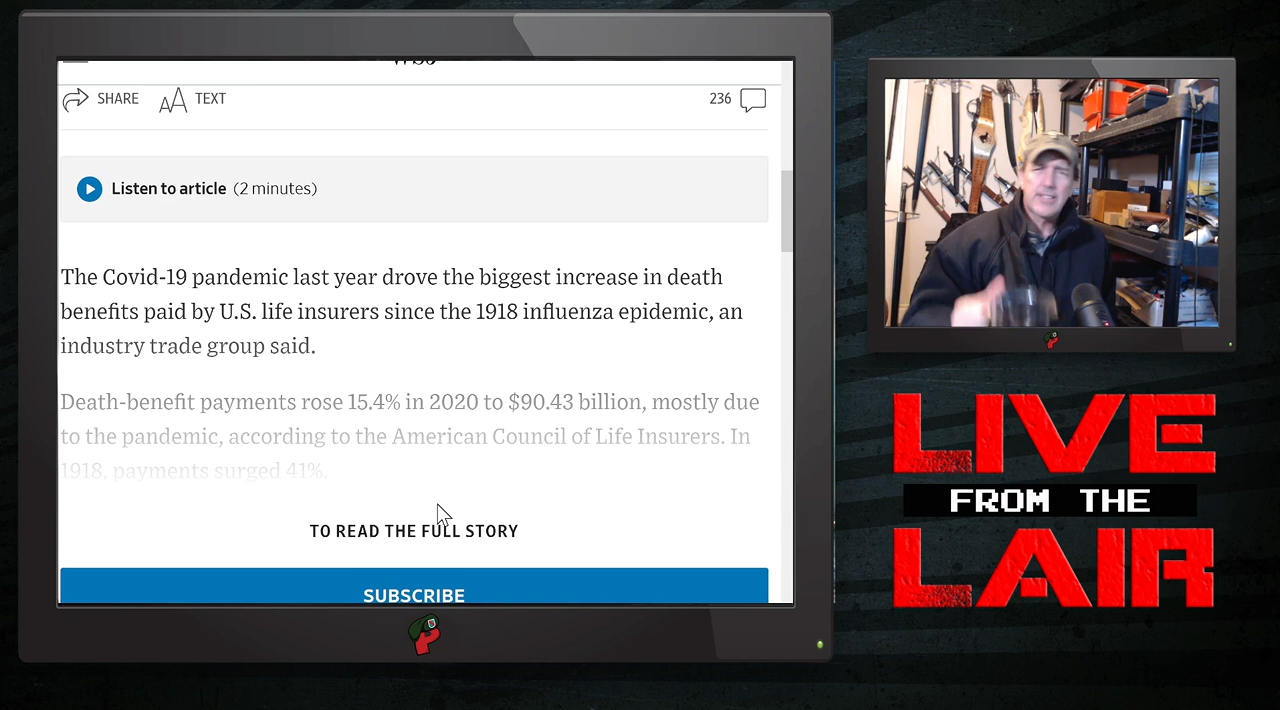 SHARE
TEXT
236
Listen to article (2 minutes)
The Covid-19 pandemic last year drove the biggest increase in death
benefits paid by U.S. life insurers since the 1918 influenza epidemic, an
industry trade group said.
Death-benefit payments rose 15.4% in 2020 to $90.43 billion, mostly due
to the pandemic, according to the American Council of Life Insurers. In
1918, payments surged 41%.
TO READ THE FULL STORY
SUBSCRIBE
LIVE
FROM THE
LAIR